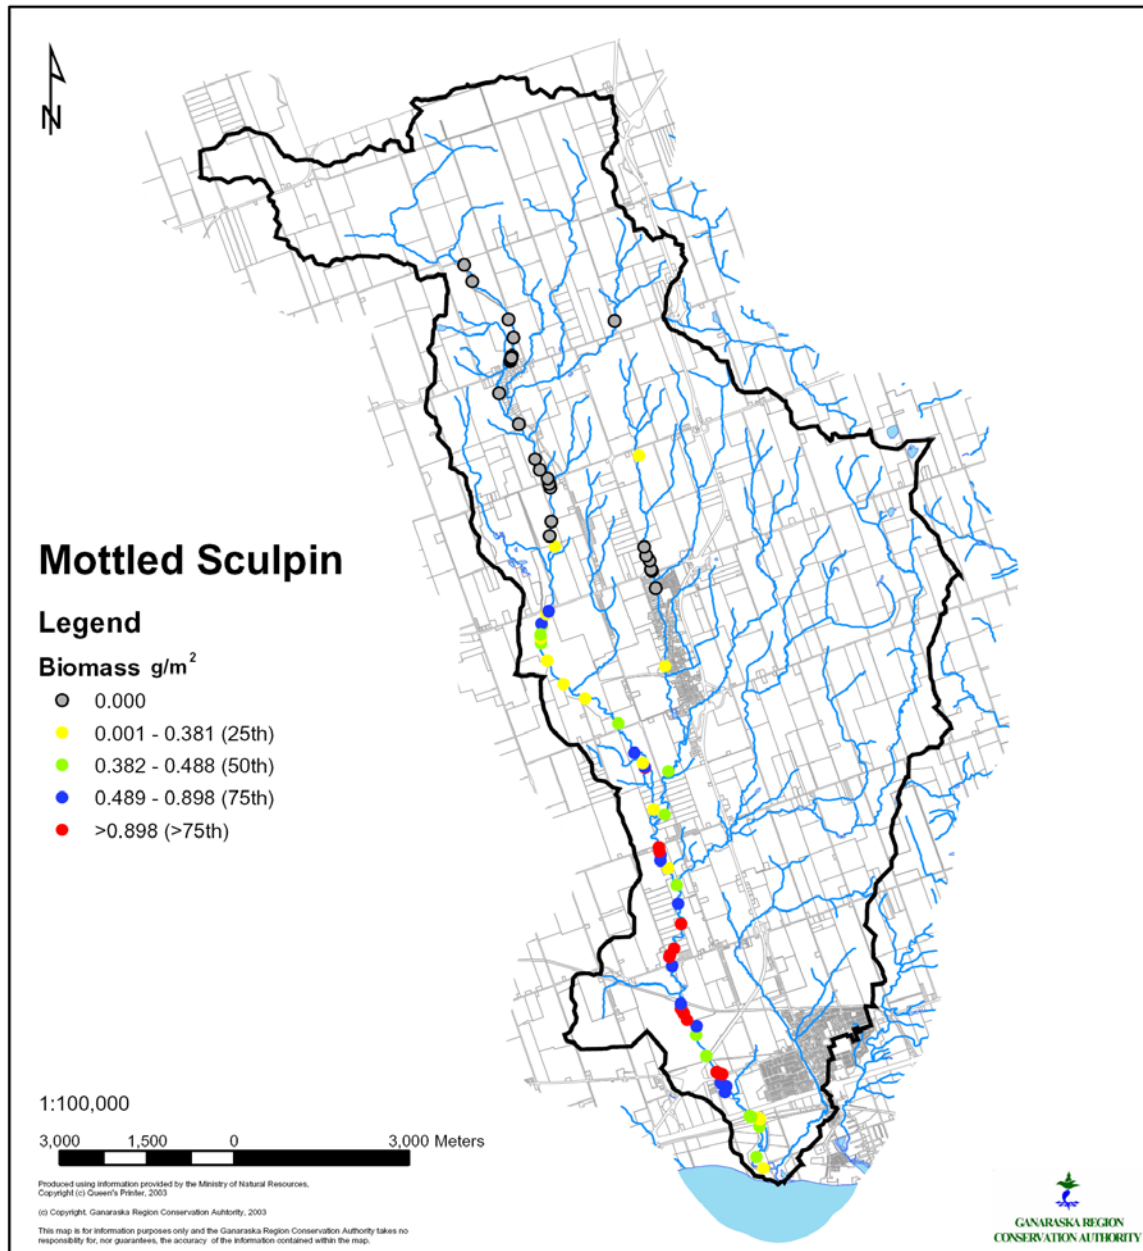 N
Mottled Sculpin
Legend
Biomass g/m²
0.000
0.001 - 0.381 (25th)
0.382 - 0.488 (50th)
0.489 - 0.898 (75th)
>0.898 (>75th)
1:100,000
3,000 1,500 0 3,000 Meters
Produced using information provided by the Ministry of Natural Resources,
Copyright (c) Queen's Printer, 2003
(c) Copyright, Ganaraska Region Conservation Auhtority, 2003
This map is for information purposes only and the Ganaraska Region Conservation Authority takes no
responsiblity for, nor guarantees, the accuracy of the information contained within the map.
GANARASKA REGION
CONSERVATION AUTHORITY